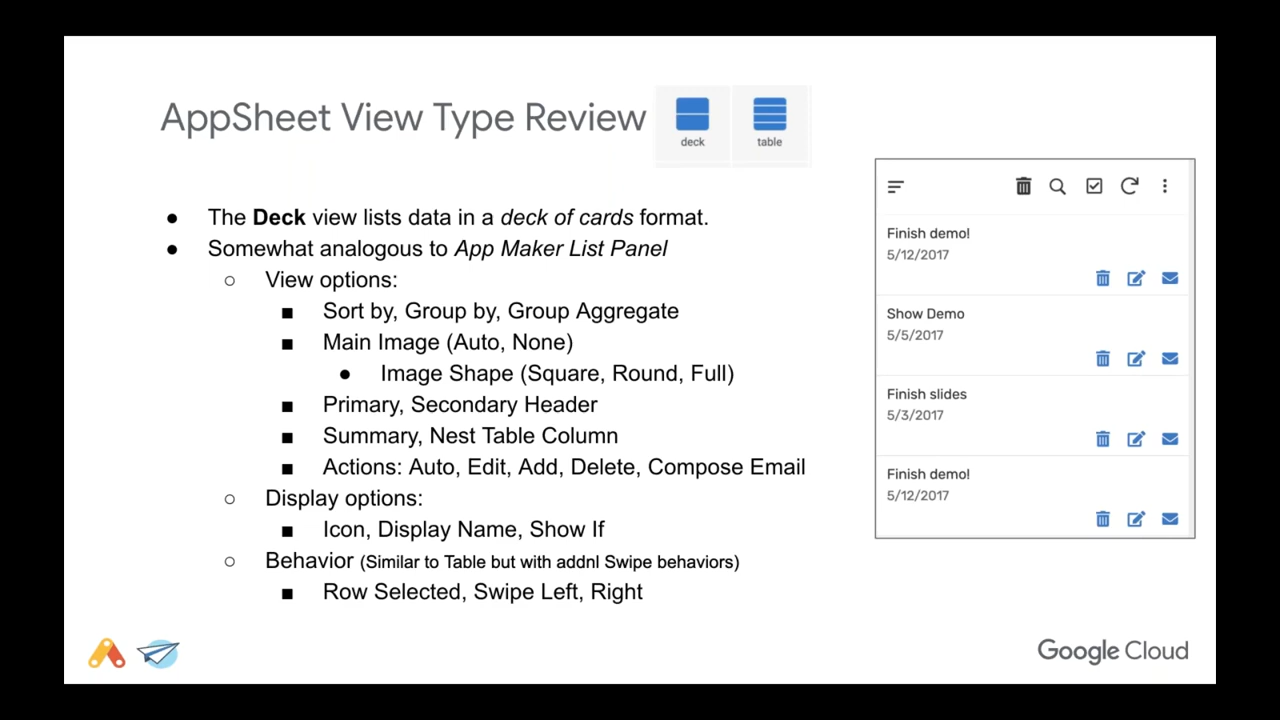 AppSheet View Type Review
deck
table
● The Deck view lists data in a deck of cards format.
● Somewhat analogous to App Maker List Panel
○ View options:
■ Sort by, Group by, Group Aggregate
■ Main Image (Auto, None)
● Image Shape (Square, Round, Full)
■ Primary, Secondary Header
■ Summary, Nest Table Column
■ Actions: Auto, Edit, Add, Delete, Compose Email
○ Display options:
■ Icon, Display Name, Show If
○ Behavior (Similar to Table but with addnl Swipe behaviors)
■ Row Selected, Swipe Left, Right
Finish demo!
5/12/2017
Show Demo
5/5/2017
Finish slides
5/3/2017
Finish demo!
5/12/2017
Google Cloud